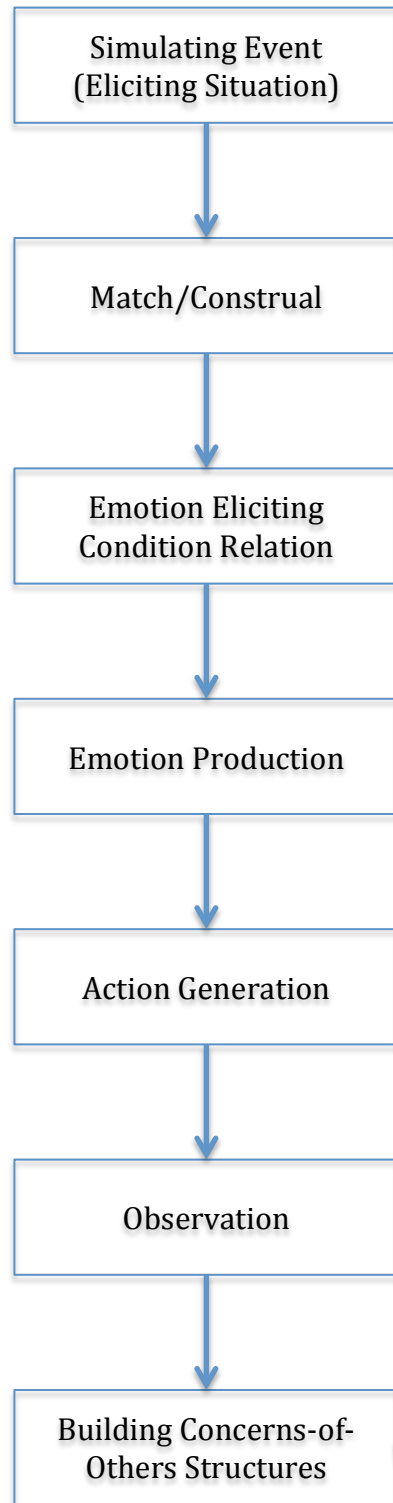 Simulating Event
(Eliciting Situation)
Match/Construal
Emotion Eliciting
Condition Relation
Emotion Production
Action Generation
Observation
Building Concerns-of-
Others Structures